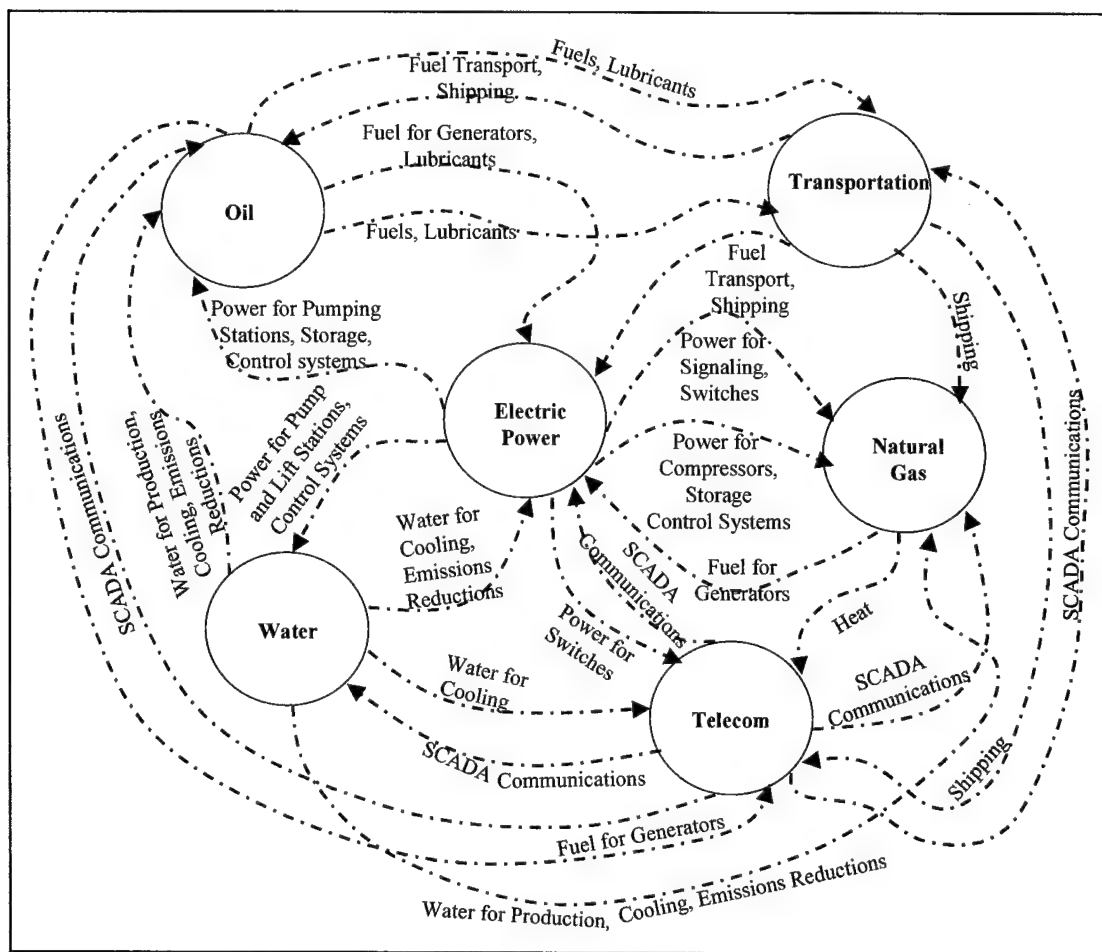 Fuels, Lubricants
Fuel Transport,
Shipping
Fuel for Generators,
Lubricants
Oil
Transportation
Fuels, Lubricants
Fuel
Transport,
Shipping
Shipping
Power for Pumping
Stations, Storage,
Control systems
Power for
Signaling,
Switches
Electric
Power
Natural
Gas
Power for
Compressors,
Storage
Control Systems
SCADA Communications
Water for Production,
Cooling, Emissions
Reductions
Power for Pump
and Lift Stations,
Control Systems
Water for
Cooling,
Emissions
Reductions
SCADA
Communications
Fuel for
Generators
SCADA Communications
Heat
Water
Power for
Switches
Water for
Cooling
SCADA
Communications
Telecom
SCADA Communications
Shipping
Fuel for Generators
Water for Production, Cooling, Emissions Reductions